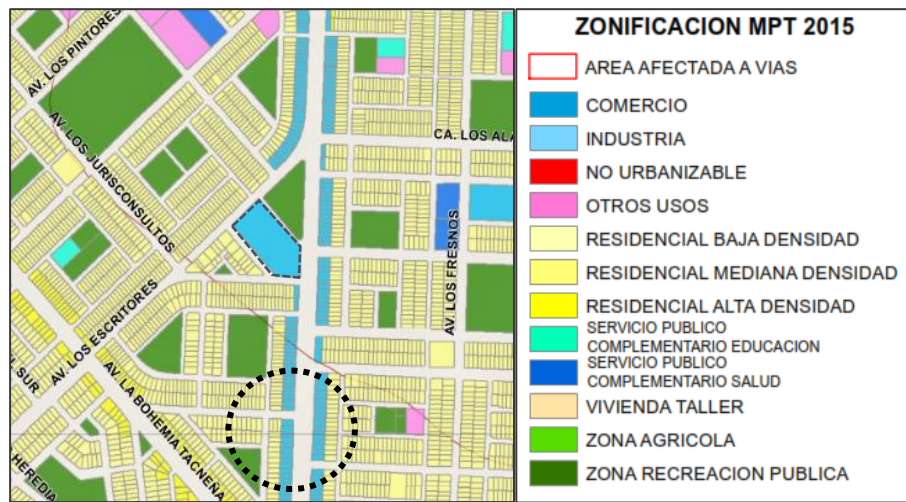 AV. LOS PINTORES
AV. LOS JURISCONSULTOS
CA. LOS ALA
AV. LOS FRESNOS
AV. LOS ESCRITORES
L SUR
AV. LA BOHEMIA TACNEÑA
HEREDIA
ZONIFICACION MPT 2015
AREA AFECTADA A VIAS
COMERCIO
INDUSTRIA
NO URBANIZABLE
OTROS USOS
RESIDENCIAL BAJA DENSIDAD
RESIDENCIAL MEDIANA DENSIDAD
RESIDENCIAL ALTA DENSIDAD
SERVICIO PUBLICO
COMPLEMENTARIO EDUCACION
SERVICIO PUBLICO
COMPLEMENTARIO SALUD
VIVIENDA TALLER
ZONA AGRICOLA
ZONA RECREACION PUBLICA